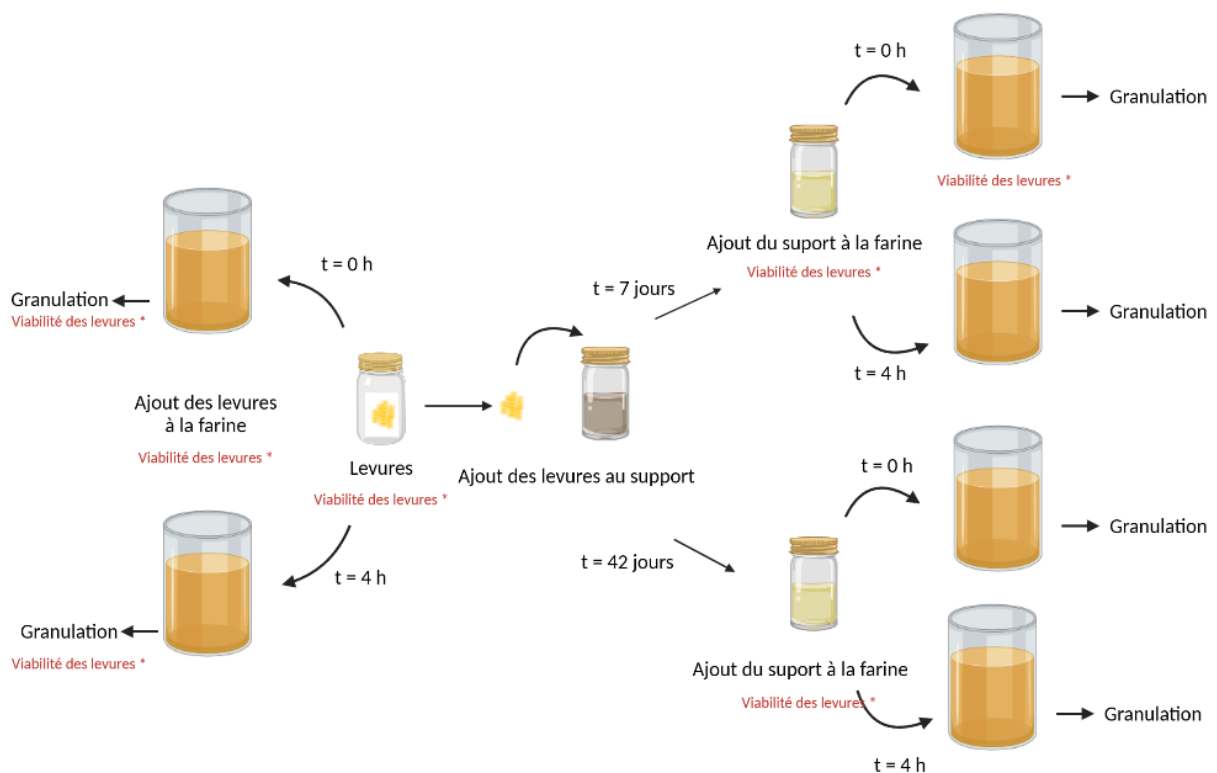 t = 0 h
Granulation
Viabilité des levures *
t = 0 h
Ajout du suport à la farine
Viabilité des levures *
t = 7 jours
Granulation
Viabilité des levures *
Granulation
t = 4 h
Ajout des levures
à la farine
Viabilité des levures *
Levures
Viabilité des levures *
Ajout des levures au support
t = 0 h
Granulation
t = 4 h
t = 42 jours
Granulation
Viabilité des levures *
Ajout du suport à la farine
Viabilité des levures *
Granulation
t = 4 h